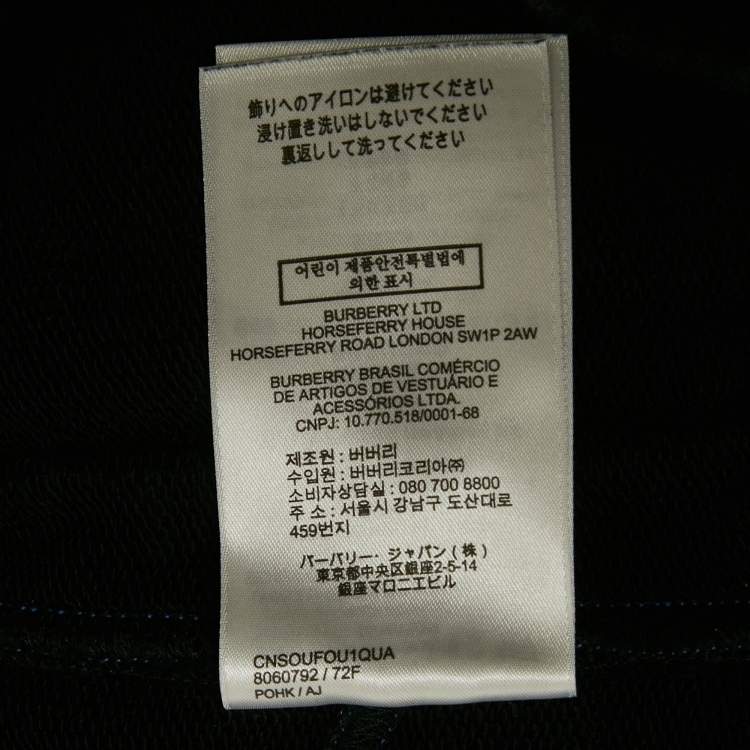 飾りへのアイロンは避けてください
浸け置き洗いはしないでください
裏返しして洗ってください
어린이 제품안전특별법에
의한 표시
BURBERRY LTD
HORSEFERRY HOUSE
HORSEFERRY ROAD LONDON SW1P 2AW
BURBERRY BRASIL COMÉRCIO
DE ARTIGOS DE VESTUÁRIO E
ACESSÓRIOS LTDA.
CNPJ: 10.770.518/0001-68
제조원 : 버버리
수입원 : 버버리코리아㈜
소비자상담실 : 080 700 8800
주 소 : 서울시 강남구 도산대로
459번지
バーバリー・ジャパン（株）
東京都中央区銀座2-5-14
銀座マロニエビル
CNSOUFOU1QUA
8060792 / 72F
POHK / AJ